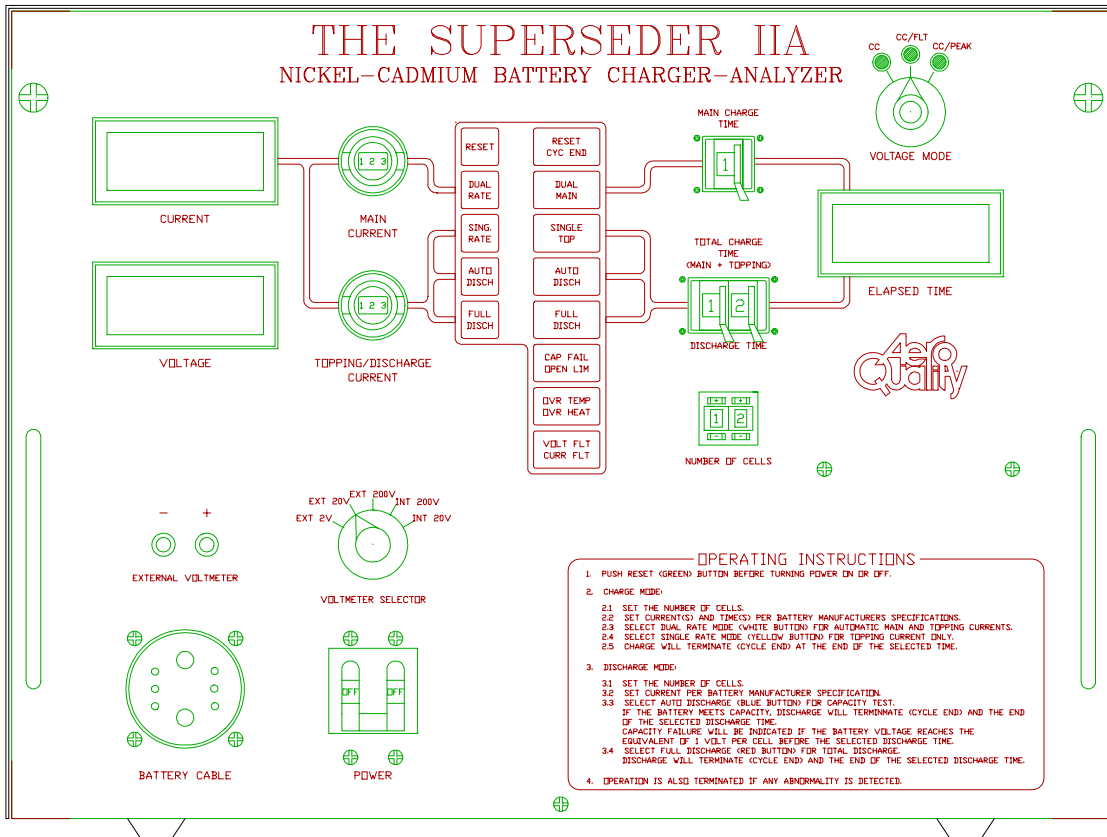 THE SUPERSEDER IIA
NICKEL-CADMIUM BATTERY CHARGER-ANALYZER
CC
CC/FLT
CC/PEAK
VOLTAGE MODE
CURRENT
VOLTAGE
1 2 3
MAIN
CURRENT
1 2 3
TOPPING/DISCHARGE
CURRENT
RESET
DUAL
RATE
SING.
RATE
AUTO
DISCH
FULL
DISCH
RESET
CYC END
DUAL
MAIN
SINGLE
TOP
AUTO
DISCH
FULL
DISCH
CAP FAIL
OPEN LIM
OVR TEMP
OVR HEAT
VOLT FLT
CURR FLT
MAIN CHARGE
TIME
1
TOTAL CHARGE
TIME
(MAIN + TOPPING)
1 2
DISCHARGE TIME
ELAPSED TIME
Aero
Quality
+ +
1 2
- -
NUMBER OF CELLS
- +
EXTERNAL VOLTMETER
EXT 2V
EXT 20V
EXT 200V
INT 200V
INT 20V
VOLTMETER SELECTOR
BATTERY CABLE
OFF OFF
POWER
OPERATING INSTRUCTIONS
1. PUSH RESET (GREEN) BUTTON BEFORE TURNING POWER ON OR OFF.
2. CHARGE MODE:
2.1 SET THE NUMBER OF CELLS.
2.2 SET CURRENT(S) AND TIME(S) PER BATTERY MANUFACTURERS SPECIFICATIONS.
2.3 SELECT DUAL RATE MODE (WHITE BUTTON) FOR AUTOMATIC MAIN AND TOPPING CURRENTS.
2.4 SELECT SINGLE RATE MODE (YELLOW BUTTON) FOR TOPPING CURRENT ONLY.
2.5 CHARGE WILL TERMINATE (CYCLE END) AT THE END OF THE SELECTED TIME.
3. DISCHARGE MODE:
3.1 SET THE NUMBER OF CELLS.
3.2 SET CURRENT PER BATTERY MANUFACTURER SPECIFICATION.
3.3 SELECT AUTO DISCHARGE (BLUE BUTTON) FOR CAPACITY TEST.
IF THE BATTERY MEETS CAPACITY, DISCHARGE WILL TERMINMATE (CYCLE END) AND THE END
OF THE SELECTED DISCHARGE TIME.
CAPACITY FAILURE WILL BE INDICATED IF THE BATTERY VOLTAGE REACHES THE
EQUIVALENT OF 1 VOLT PER CELL BEFORE THE SELECTED DISCHARGE TIME.
3.4 SELECT FULL DISCHARGE (RED BUTTON) FOR TOTAL DISCHARGE.
DISCHARGE WILL TERMINATE (CYCLE END) AND THE END OF THE SELECTED DISCHARGE TIME.
4. OPERATION IS ALSO TERMINATED IF ANY ABNORMALITY IS DETECTED.